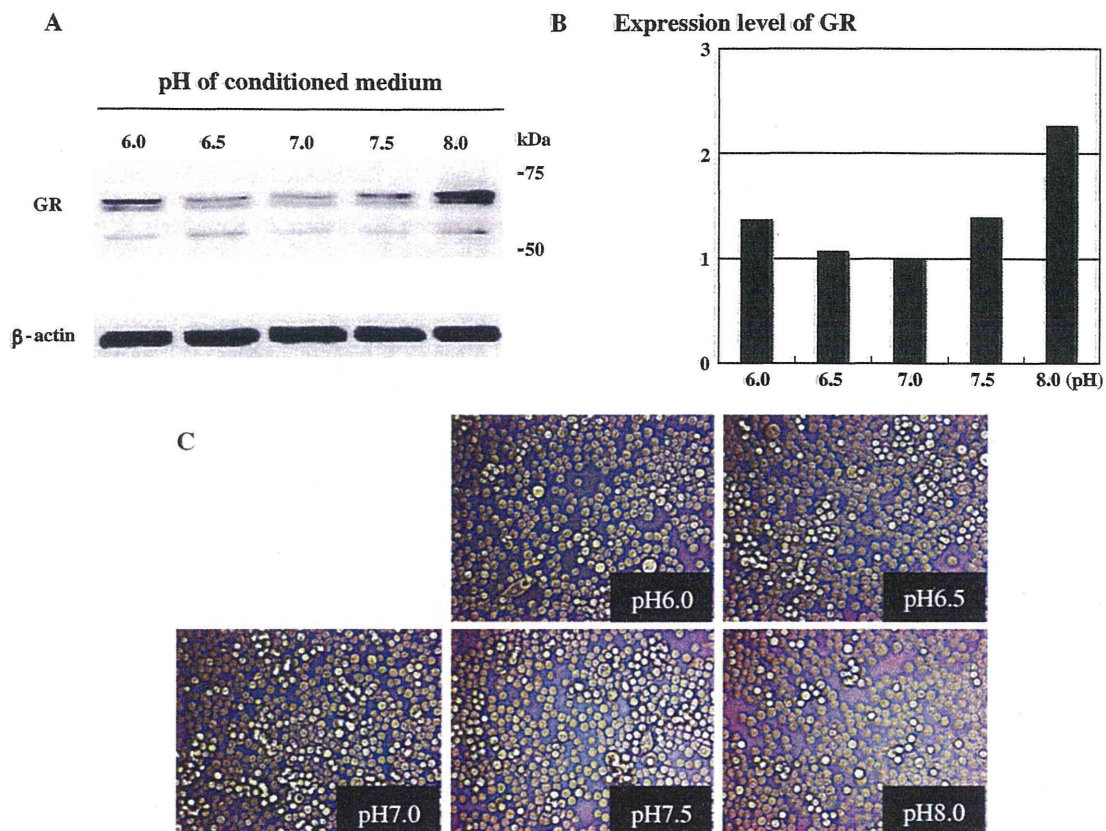 A
pH of conditioned medium
6.0 6.5 7.0 7.5 8.0 kDa
-75
GR
-50
β-actin
B Expression level of GR
3
2
1
0
6.0 6.5 7.0 7.5 8.0 (pH)
C
pH6.0
pH6.5
pH7.0
pH7.5
pH8.0